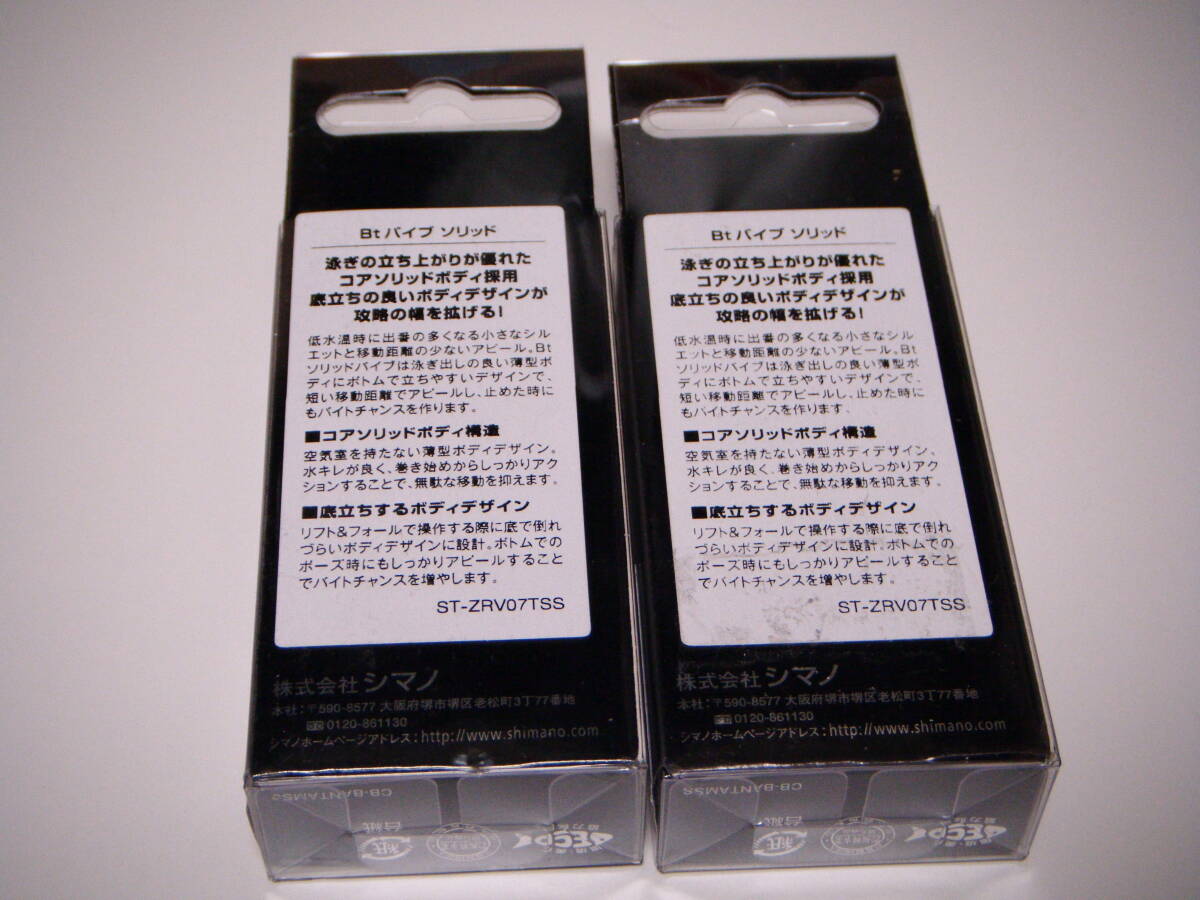 Bt バイブ ソリッド
泳ぎの立ち上がりが優れた
コアソリッドボディ採用
底立ちの良いボディデザインが
攻略の幅を拡げる!
低水温時に出番の多くなる小さなシル
エットと移動距離の少ないアピール。Bt
ソリッドバイブは泳ぎ出しの良い薄型ボ
ディにボトムで立ちやすいデザインで、
短い移動距離でアピールし、止めた時に
もバイトチャンスを作ります。
■コアソリッドボディ構造
空気室を持たない薄型ボディデザイン。
水キレが良く、巻き始めからしっかりアク
ションすることで、無駄な移動を抑えます。
■底立ちするボディデザイン
リフト&フォールで操作する際に底で倒れ
づらいボディデザインに設計。ボトムでの
ポーズ時にもしっかりアピールすること
でバイトチャンスを増やします。
ST-ZRV07TSS
株式会社シマノ
本社:〒590-8577 大阪府堺市堺区老松町3丁77番地
0120-861130
シマノホームページアドレス:http://www.shimano.com
CB-BANTAMSS
台紙
紙
Bt バイブ ソリッド
泳ぎの立ち上がりが優れた
コアソリッドボディ採用
底立ちの良いボディデザインが
攻略の幅を拡げる!
低水温時に出番の多くなる小さなシル
エットと移動距離の少ないアピール。Bt
ソリッドバイブは泳ぎ出しの良い薄型ボ
ディにボトムで立ちやすいデザインで、
短い移動距離でアピールし、止めた時に
もバイトチャンスを作ります。
■コアソリッドボディ構造
空気室を持たない薄型ボディデザイン。
水キレが良く、巻き始めからしっかりアク
ションすることで、無駄な移動を抑えます。
■底立ちするボディデザイン
リフト&フォールで操作する際に底で倒れ
づらいボディデザインに設計。ボトムでの
ポーズ時にもしっかりアピールすること
でバイトチャンスを増やします。
ST-ZRV07TSS
株式会社シマノ
本社:〒590-8577 大阪府堺市堺区老松町3丁77番地
0120-861130
シマノホームページアドレス:http://www.shimano.com
CB-BANTAMSS
台紙
紙